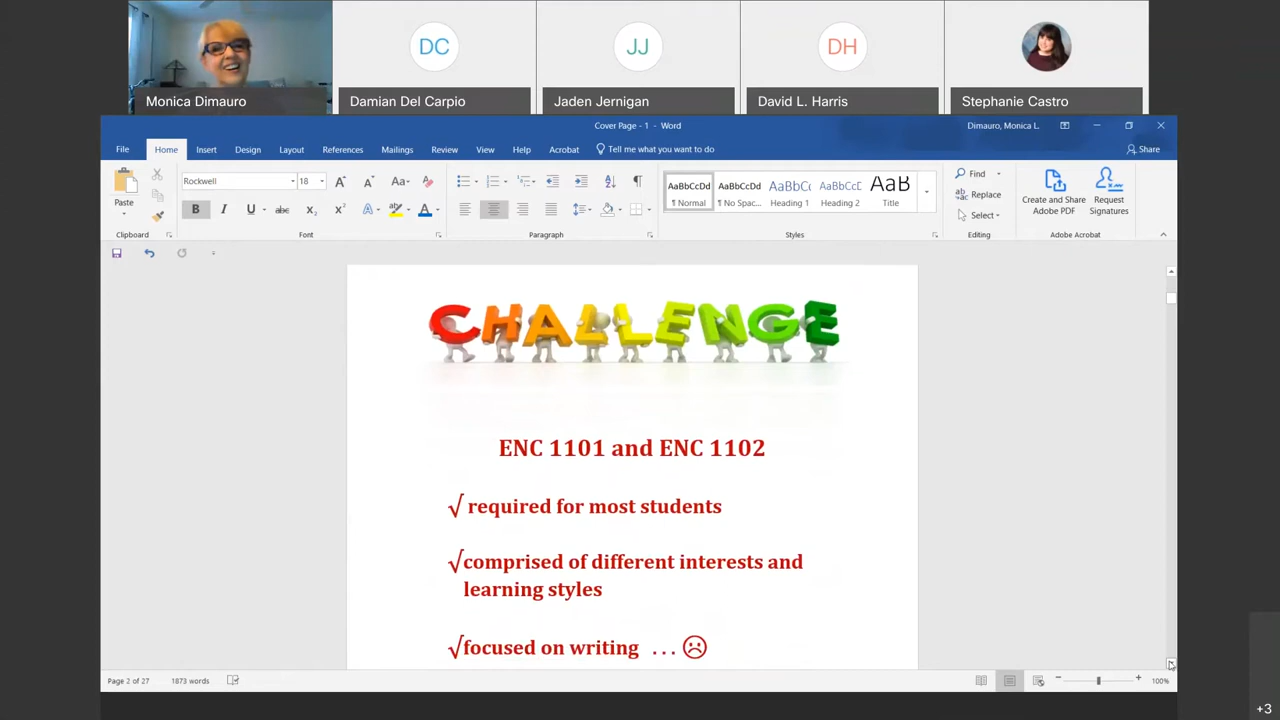 DC
JJ
DH
Monica Dimauro
Damian Del Carpio
Jaden Jernigan
David L. Harris
Stephanie Castro
Cover Page - 1 - Word
Dimauro, Monica L.
File Home Insert Design Layout References Mailings Review View Help Acrobat Tell me what you want to do
Share
Rockwell 18
Aa
Find
Paste
B I U abc x₂ x² A A
AaBbCcDd AaBbCcDd AaBbCc AaBbCcD AaB
¶ Normal ¶ No Spac... Heading 1 Heading 2 Title
Replace
Select
Create and Share Adobe PDF
Request Signatures
Clipboard Font Paragraph Styles Editing Adobe Acrobat
CHALLENGE
ENC 1101 and ENC 1102
√ required for most students
√comprised of different interests and
learning styles
√focused on writing ... ☹
Page 2 of 27 1873 words
100%
+3